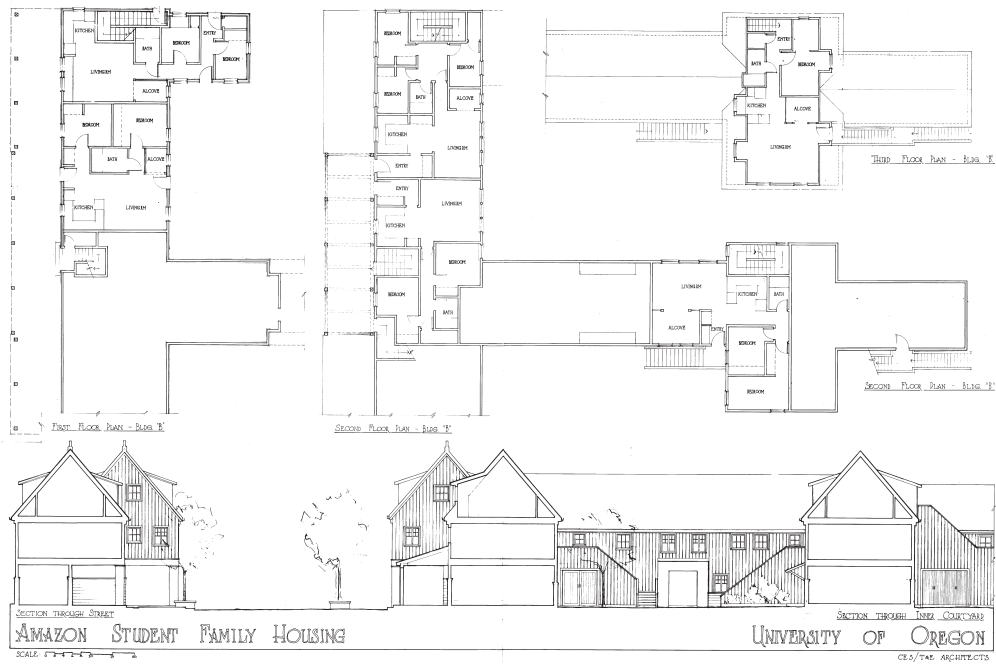 KITCHEN
BATH
BEDROOM
ENTRY
BEDROOM
LIVINGRM
ALCOVE
BEDROOM
BEDROOM
BATH
ALCOVE
KITCHEN
LIVINGRM
FIRST FLOOR PLAN - BLDG. "B"
BEDROOM
BEDROOM
BEDROOM
BATH
ALCOVE
KITCHEN
LIVINGRM
ENTRY
ENTRY
LIVINGRM
KITCHEN
BEDROOM
BEDROOM
BATH
SECOND FLOOR PLAN - BLDG "B"
ENTRY
BATH
BEDROOM
KITCHEN
ALCOVE
LIVINGRM
THIRD FLOOR PLAN - BLDG.
LIVINGRM
KITCHEN
BATH
ALCOVE
ENTRY
BEDROOM
BEDROOM
SECOND FLOOR PLAN - BLDG. "B"
SECTION THROUGH STREET
SECTION THROUGH INNER COURTYARD
AMAZON STUDENT FAMILY HOUSING
UNIVERSITY OF OREGON
SCALE
CES/T&E ARCHITECTS